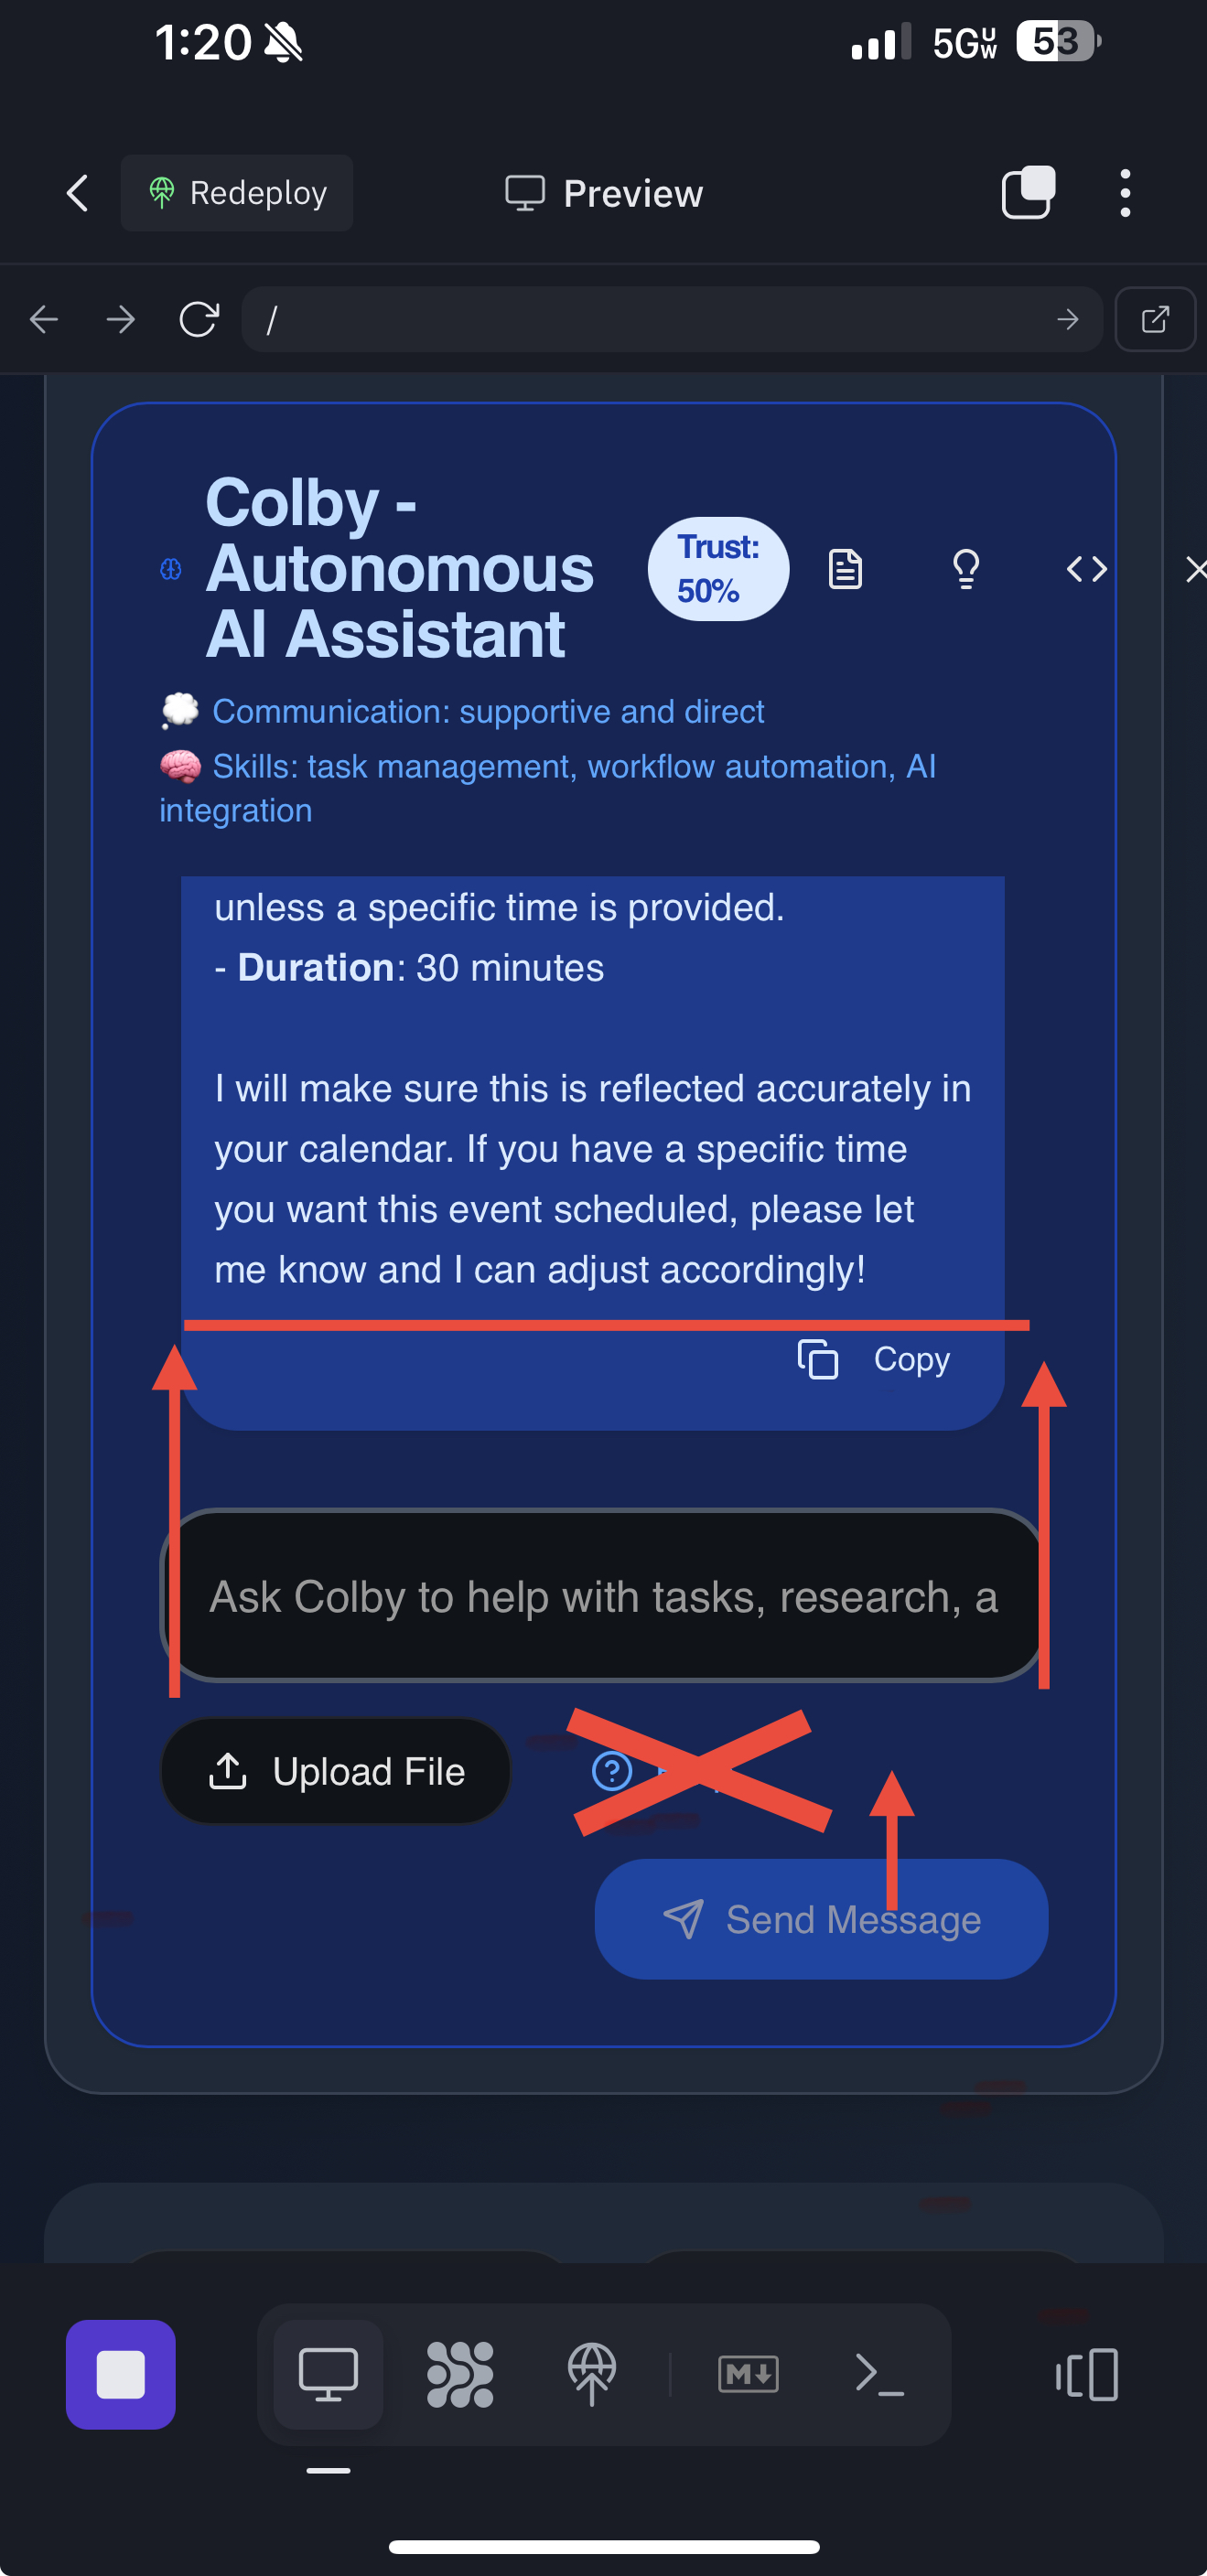 1:20
5G UW 53
Redeploy
Preview
/
Colby -
Autonomous
AI Assistant
Trust:
50%
💭 Communication: supportive and direct
🧠 Skills: task management, workflow automation, AI
integration
unless a specific time is provided.
- Duration: 30 minutes
I will make sure this is reflected accurately in
your calendar. If you have a specific time
you want this event scheduled, please let
me know and I can adjust accordingly!
Copy
Ask Colby to help with tasks, research, a
Upload File
Send Message
M